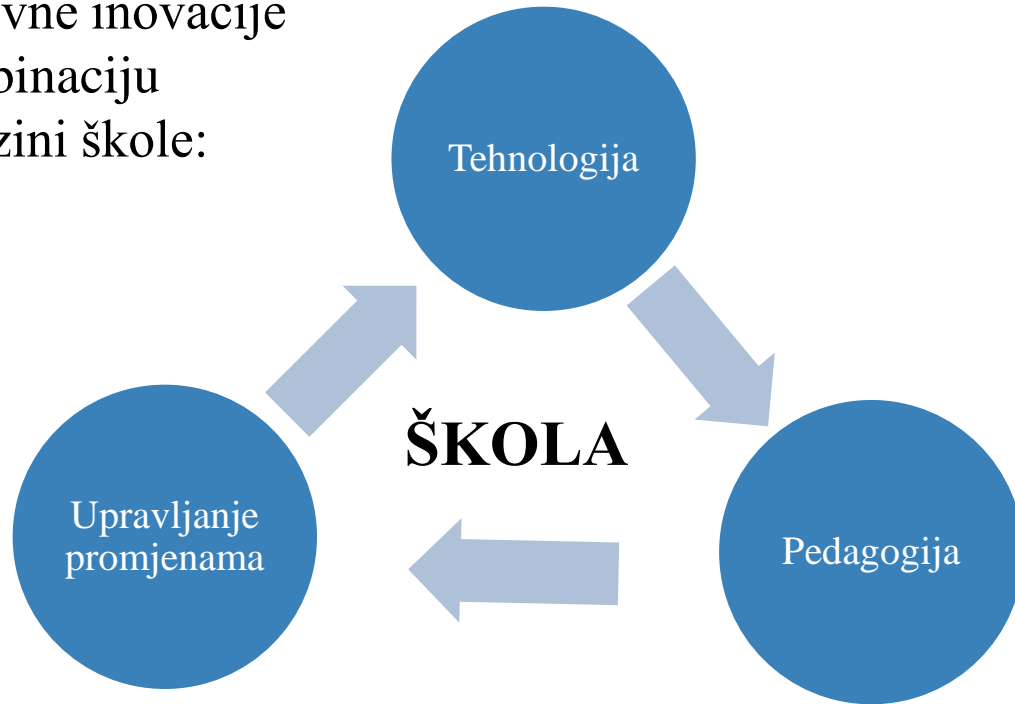 vne inovacije
binaciju
zini škole:
Tehnologija
ŠKOLA
Upravljanje
promjenama
Pedagogija